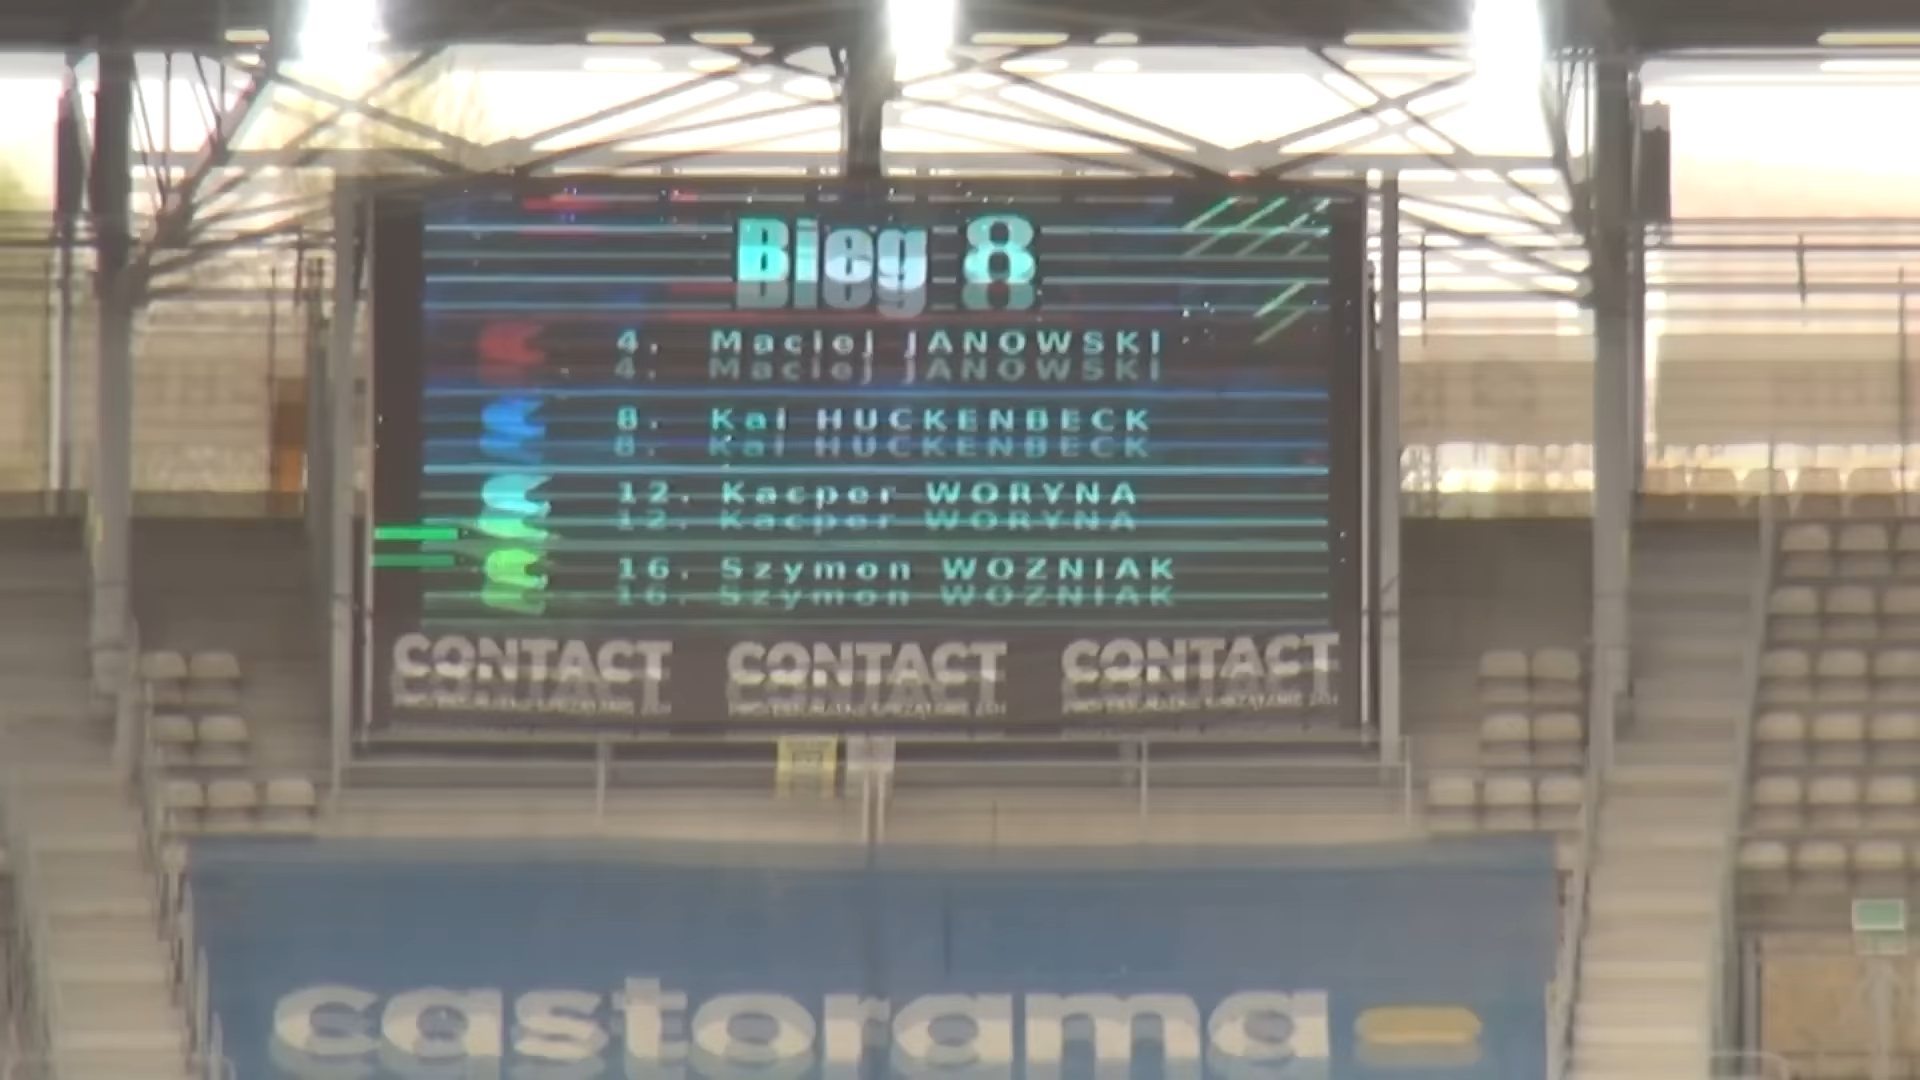 Bieg 8
4. Maciej JANOWSKI
8. Kai HUCKENBECK
12. Kacper WORYNA
16. Szymon WOZNIAK
CONTACT CONTACT CONTACT
castorama